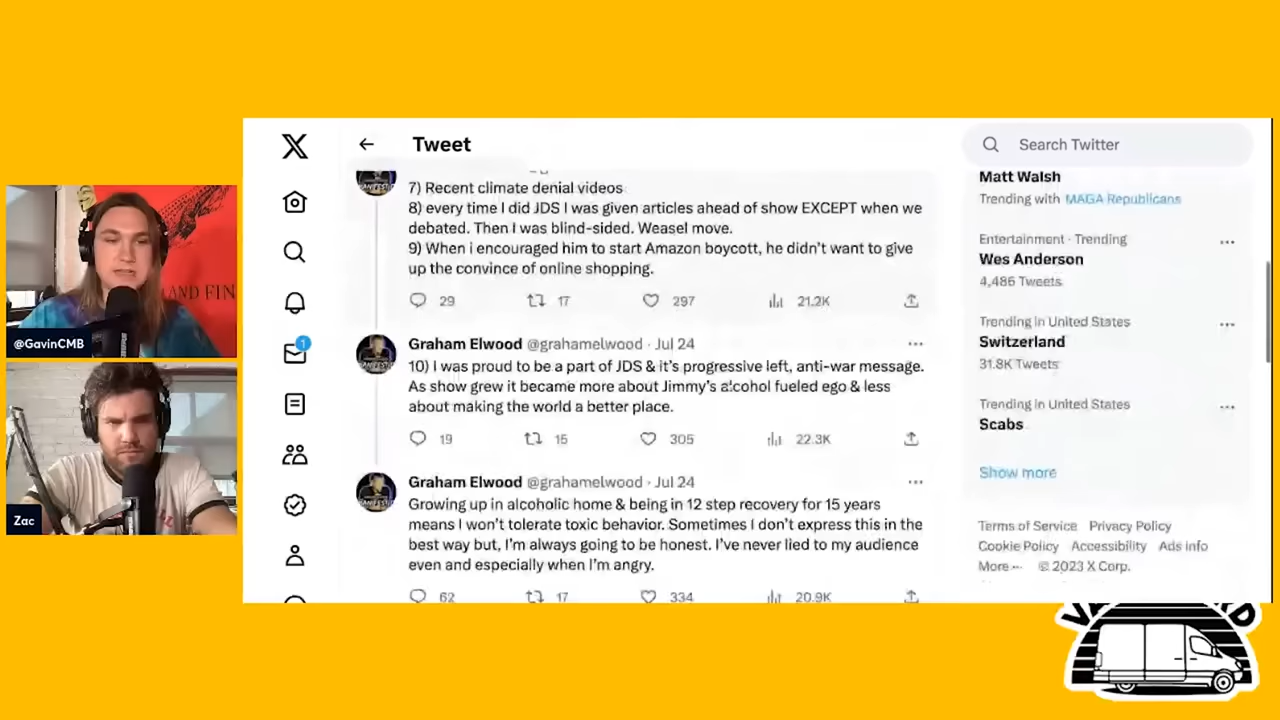 @GavinCMB
Zac
AND FIN
Tweet
7) Recent climate denial videos
8) every time I did JDS I was given articles ahead of show EXCEPT when we
debated. Then I was blind-sided. Weasel move.
9) When i encouraged him to start Amazon boycott, he didn't want to give
up the convince of online shopping.
29 17 297 21.2K
Graham Elwood @grahamelwood · Jul 24
10) I was proud to be a part of JDS & it's progressive left, anti-war message.
As show grew it became more about Jimmy's alcohol fueled ego & less
about making the world a better place.
19 15 305 22.3K
Graham Elwood @grahamelwood · Jul 24
Growing up in alcoholic home & being in 12 step recovery for 15 years
means I won't tolerate toxic behavior. Sometimes I don't express this in the
best way but, I'm always going to be honest. I've never lied to my audience
even and especially when I'm angry.
62 17 334 20.9K
1
Search Twitter
Matt Walsh
Trending with MAGA Republicans
Entertainment · Trending
Wes Anderson
4,486 Tweets
Trending in United States
Switzerland
31.8K Tweets
Trending in United States
Scabs
Show more
Terms of Service Privacy Policy
Cookie Policy Accessibility Ads info
More ··· © 2023 X Corp.